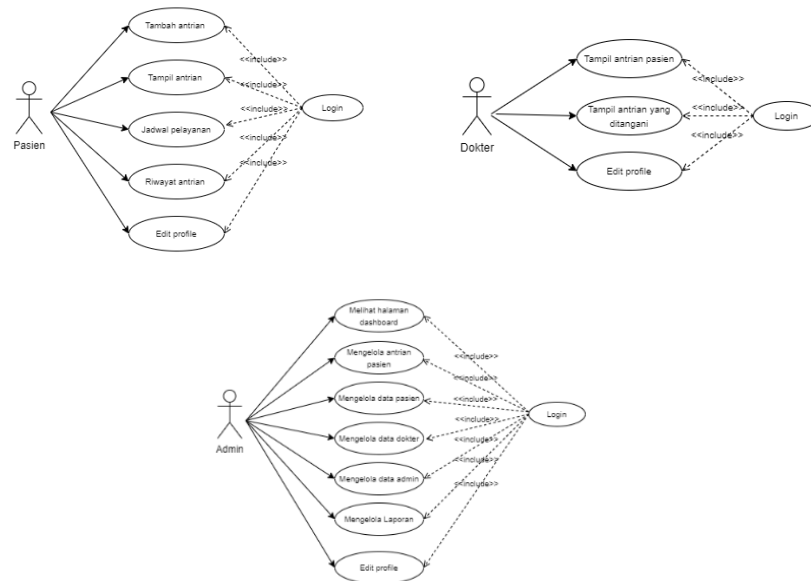 Tambah antrian
<<include>>
Tampil antrian
<<include>>
Login
<<include>>
Pasien
Jadwal pelayanan
<<include>>
<<include>>
Riwayat antrian
Edit profile
Tampil antrian pasien
<<include>>
<<include>>
Tampil antrian yang
ditangani
Login
<<include>>
Dokter
Edit profile
Melihat halaman
dashboard
<<include>>
Mengelola antrian
pasien
<<include>>
Mengelola data pasien
<<include>>
Login
<<include>>
Admin
Mengelola data dokter
<<include>>
<<include>>
Mengelola data admin
<<include>>
Mengelola Laporan
Edit profile